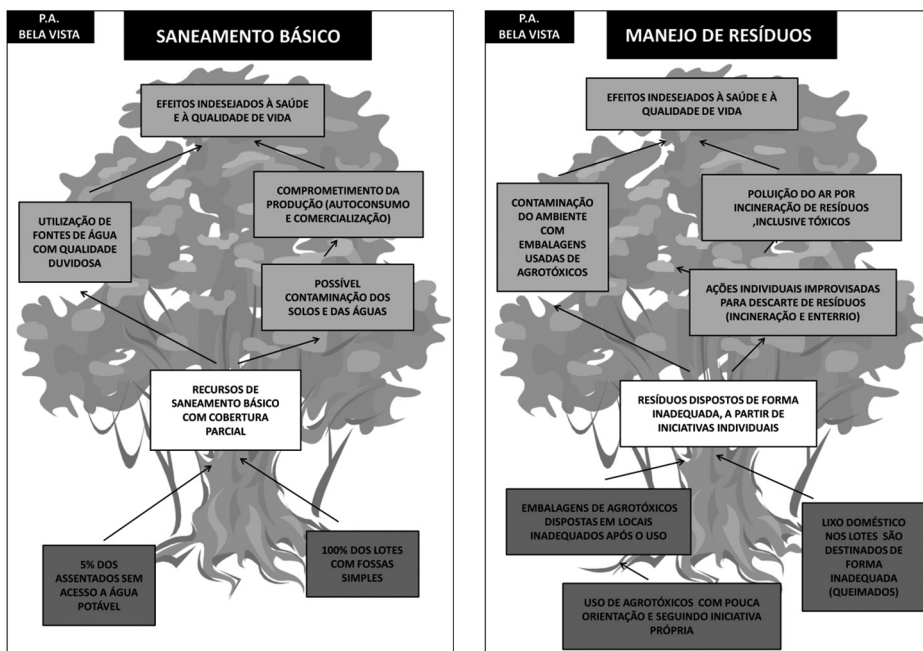 P.A.
BELA VISTA
SANEAMENTO BÁSICO
EFEITOS INDESEJADOS À SAÚDE
E À QUALIDADE DE VIDA
COMPROMETIMENTO DA
PRODUÇÃO (AUTOCONSUMO
E COMERCIALIZAÇÃO)
UTILIZAÇÃO DE
FONTES DE ÁGUA
COM QUALIDADE
DUVIDOSA
POSSÍVEL
CONTAMINAÇÃO DOS
SOLOS E DAS ÁGUAS
RECURSOS DE
SANEAMENTO BÁSICO
COM COBERTURA
PARCIAL
5% DOS
ASSENTADOS SEM
ACESSO A ÁGUA
POTÁVEL
100% DOS LOTES
COM FOSSAS
SIMPLES
P.A.
BELA VISTA
MANEJO DE RESÍDUOS
EFEITOS INDESEJADOS À SAÚDE E À
QUALIDADE DE VIDA
CONTAMINAÇÃO
DO AMBIENTE
COM
EMBALAGENS
USADAS DE
AGROTÓXICOS
POLUIÇÃO DO AR POR
INCINERAÇÃO DE RESÍDUOS
,INCLUSIVE TÓXICOS
AÇÕES INDIVIDUAIS IMPROVISADAS
PARA DESCARTE DE RESÍDUOS
(INCINERAÇÃO E ENTERRIO)
RESÍDUOS DISPOSTOS DE FORMA
INADEQUADA, A PARTIR DE
INICIATIVAS INDIVIDUAIS
EMBALAGENS DE AGROTÓXICOS
DISPOSTAS EM LOCAIS
INADEQUADOS APÓS O USO
LIXO DOMÉSTICO
NOS LOTES SÃO
DESTINADOS DE
FORMA
INADEQUADA
(QUEIMADOS)
USO DE AGROTÓXICOS COM POUCA
ORIENTAÇÃO E SEGUINDO INICIATIVA
PRÓPRIA